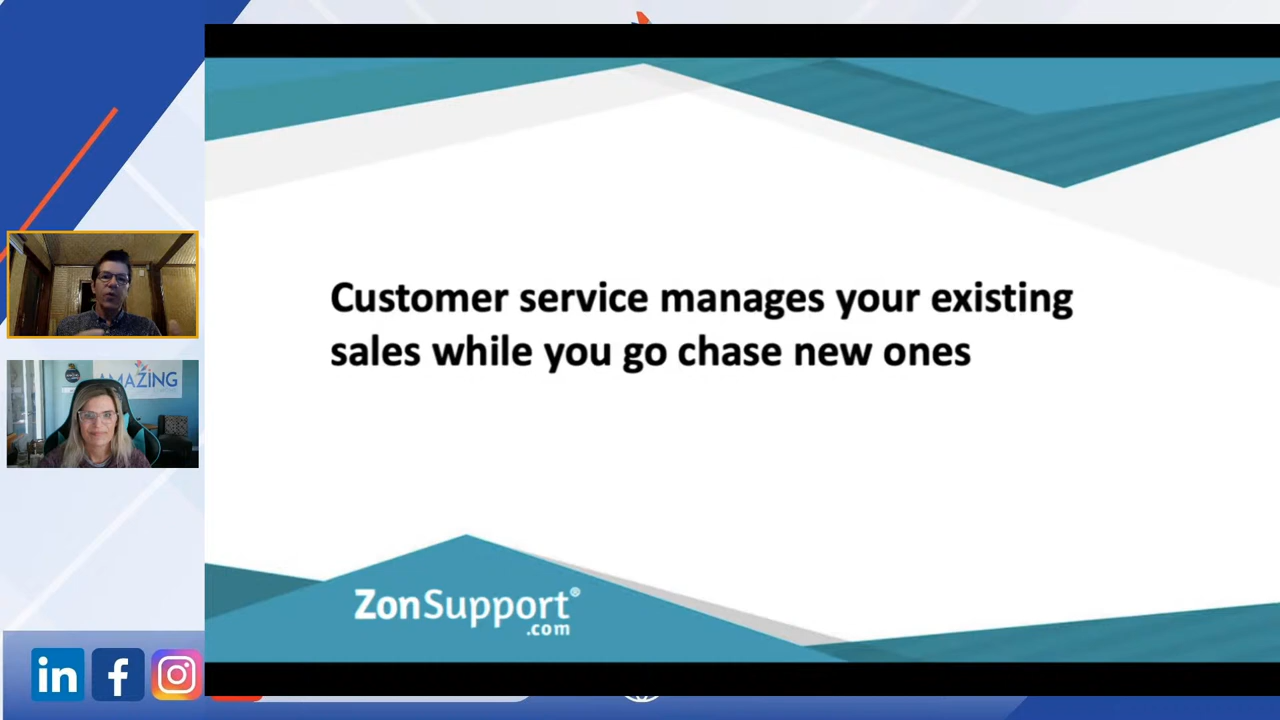 AMAZING
Customer service manages your existing
sales while you go chase new ones
ZonSupport®
.com
in
f